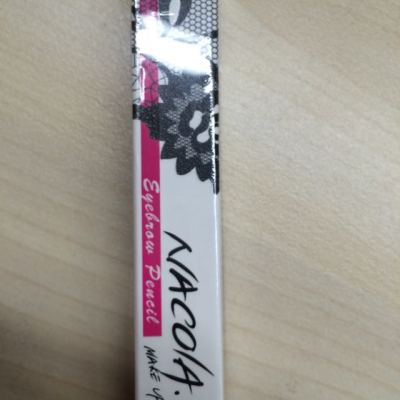 Eyebrow Pencil
NACOIA.
MAKE UP